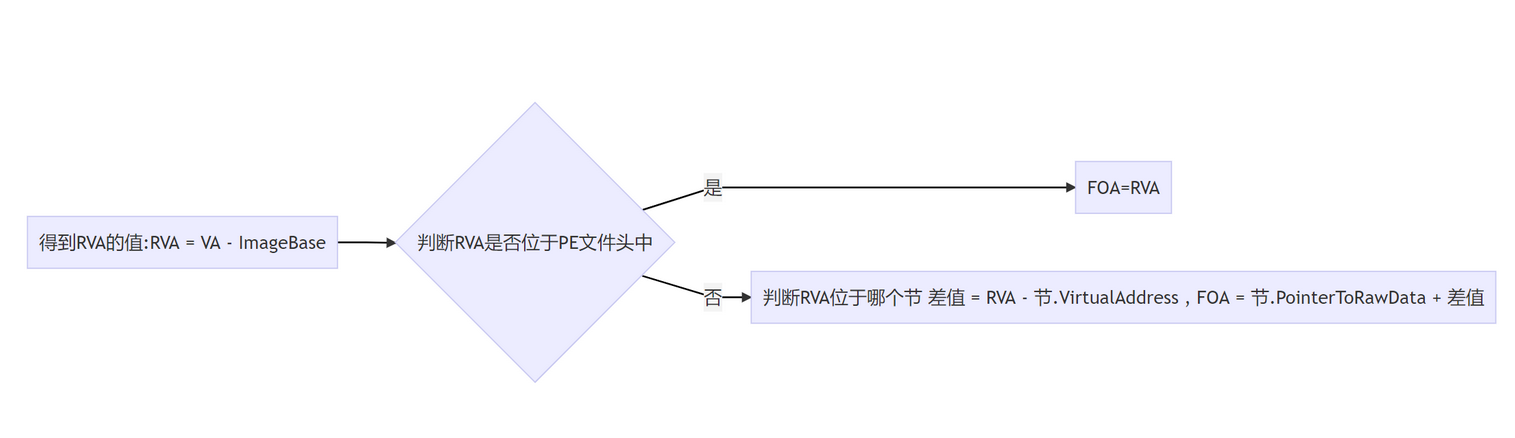 得到RVA的值:RVA = VA - ImageBase
判断RVA是否位于PE文件头中
是
FOA=RVA
否
判断RVA位于哪个节 差值 = RVA - 节.VirtualAddress , FOA = 节.PointerToRawData + 差值